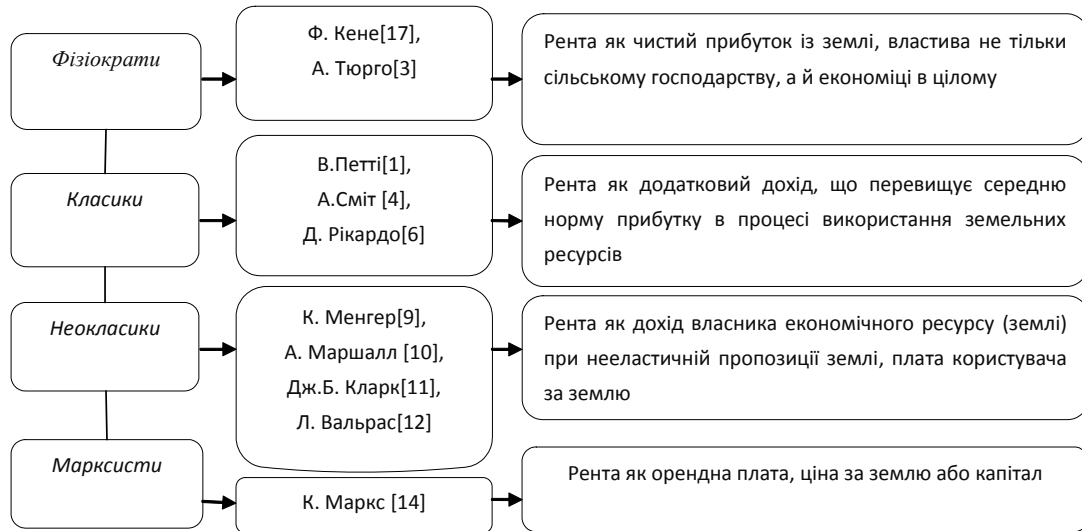 Фізіократи
Ф. Кене[17],
А. Тюрго[3]
Рента як чистий прибуток із землі, властива не тільки
сільському господарству, а й економіці в цілому
Класики
В.Петті[1],
А.Сміт [4],
Д. Рікардо[6]
Рента як додатковий дохід, що перевищує середню
норму прибутку в процесі використання земельних
ресурсів
Неокласики
К. Менгер[9],
А. Маршалл [10],
Дж.Б. Кларк[11],
Л. Вальрас[12]
Рента як дохід власника економічного ресурсу (землі)
при нееластичній пропозиції землі, плата користувача
за землю
Марксисти
К. Маркс [14]
Рента як орендна плата, ціна за землю або капітал